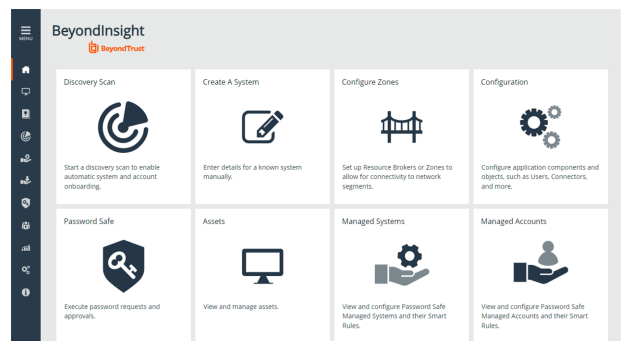 MENU
BeyondInsight
BeyondTrust
Discovery Scan
Start a discovery scan to enable
automatic system and account
onboarding.
Create A System
Enter details for a known system
manually.
Configure Zones
Set up Resource Brokers or Zones to
allow for connectivity to network
segments.
Configuration
Configure application components and
objects, such as Users, Connectors,
and more.
Password Safe
Execute password requests and
approvals.
Assets
View and manage assets.
Managed Systems
View and configure Password Safe
Managed Systems and their Smart
Rules.
Managed Accounts
View and configure Password Safe
Managed Accounts and their Smart
Rules.